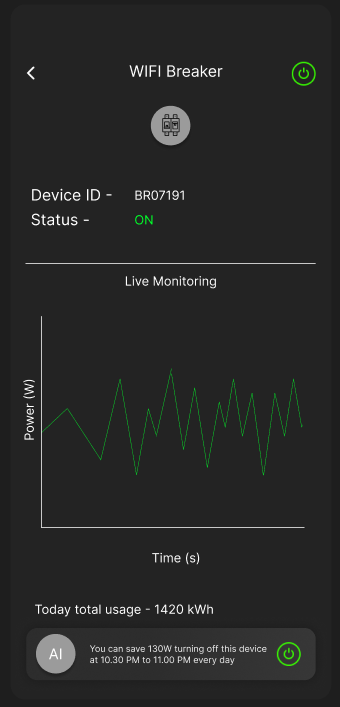 WIFI Breaker
Device ID - BR07191
Status - ON
Live Monitoring
Power (W)
Time (s)
Today total usage - 1420 kWh
AI
You can save 130W turning off this device
at 10.30 PM to 11.00 PM every day